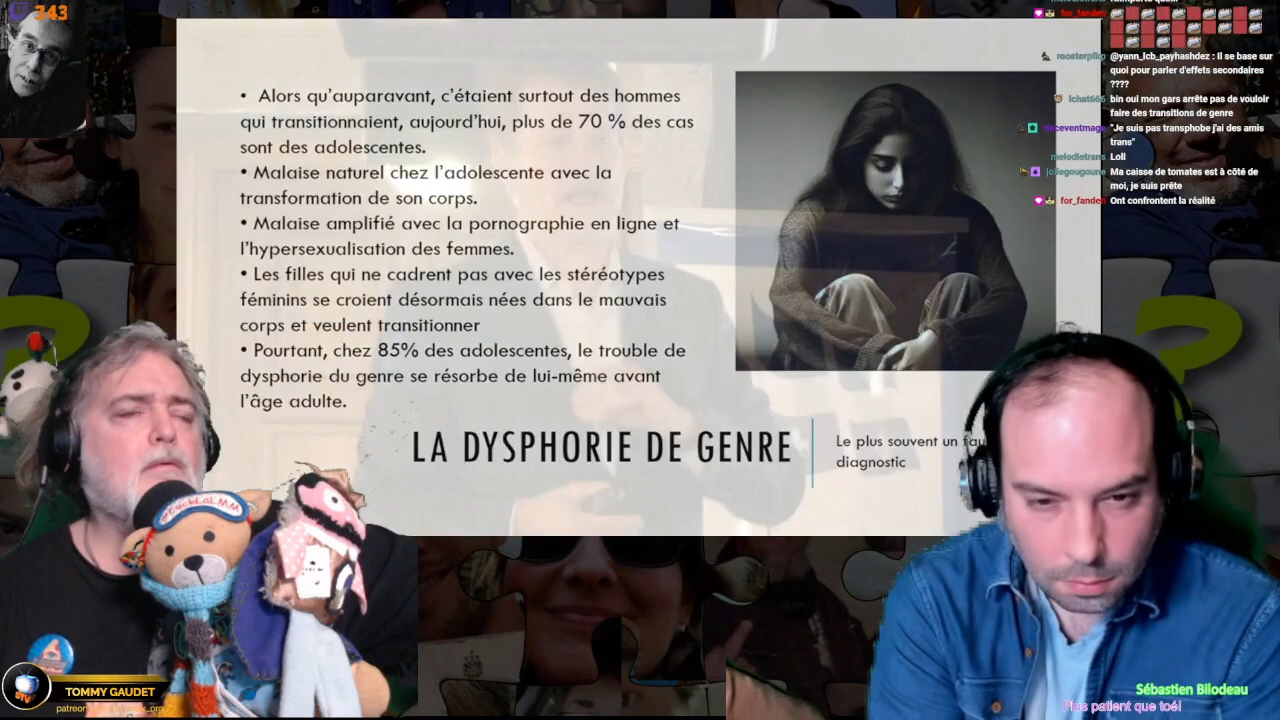 343
for_fanden
@yann_lcb_payhashdez : Il se base sur
quoi pour parler d'effets secondaires
????
bin oui mon gars arrête pas de vouloir
faire des transitions de genre
"Je suis pas transphobe j'ai des amis
trans"
melodietrans Loll
Ma caisse de tomates est à côté de
moi, je suis prête
for_fanden Ont confrontent la réalité
• Alors qu'auparavant, c'étaient surtout des hommes
qui transitionnaient, aujourd'hui, plus de 70 % des cas
sont des adolescentes.
• Malaise naturel chez l'adolescente avec la
transformation de son corps.
• Malaise amplifié avec la pornographie en ligne et
l'hypersexualisation des femmes.
• Les filles qui ne cadrent pas avec les stéréotypes
féminins se croient désormais nées dans le mauvais
corps et veulent transitionner
• Pourtant, chez 85% des adolescentes, le trouble de
dysphorie du genre se résorbe de lui-même avant
l'âge adulte.
LA DYSPHORIE DE GENRE
Le plus souvent un
diagnostic
TOMMY GAUDET
Sébastien Bilodeau
Plus patient que toé!